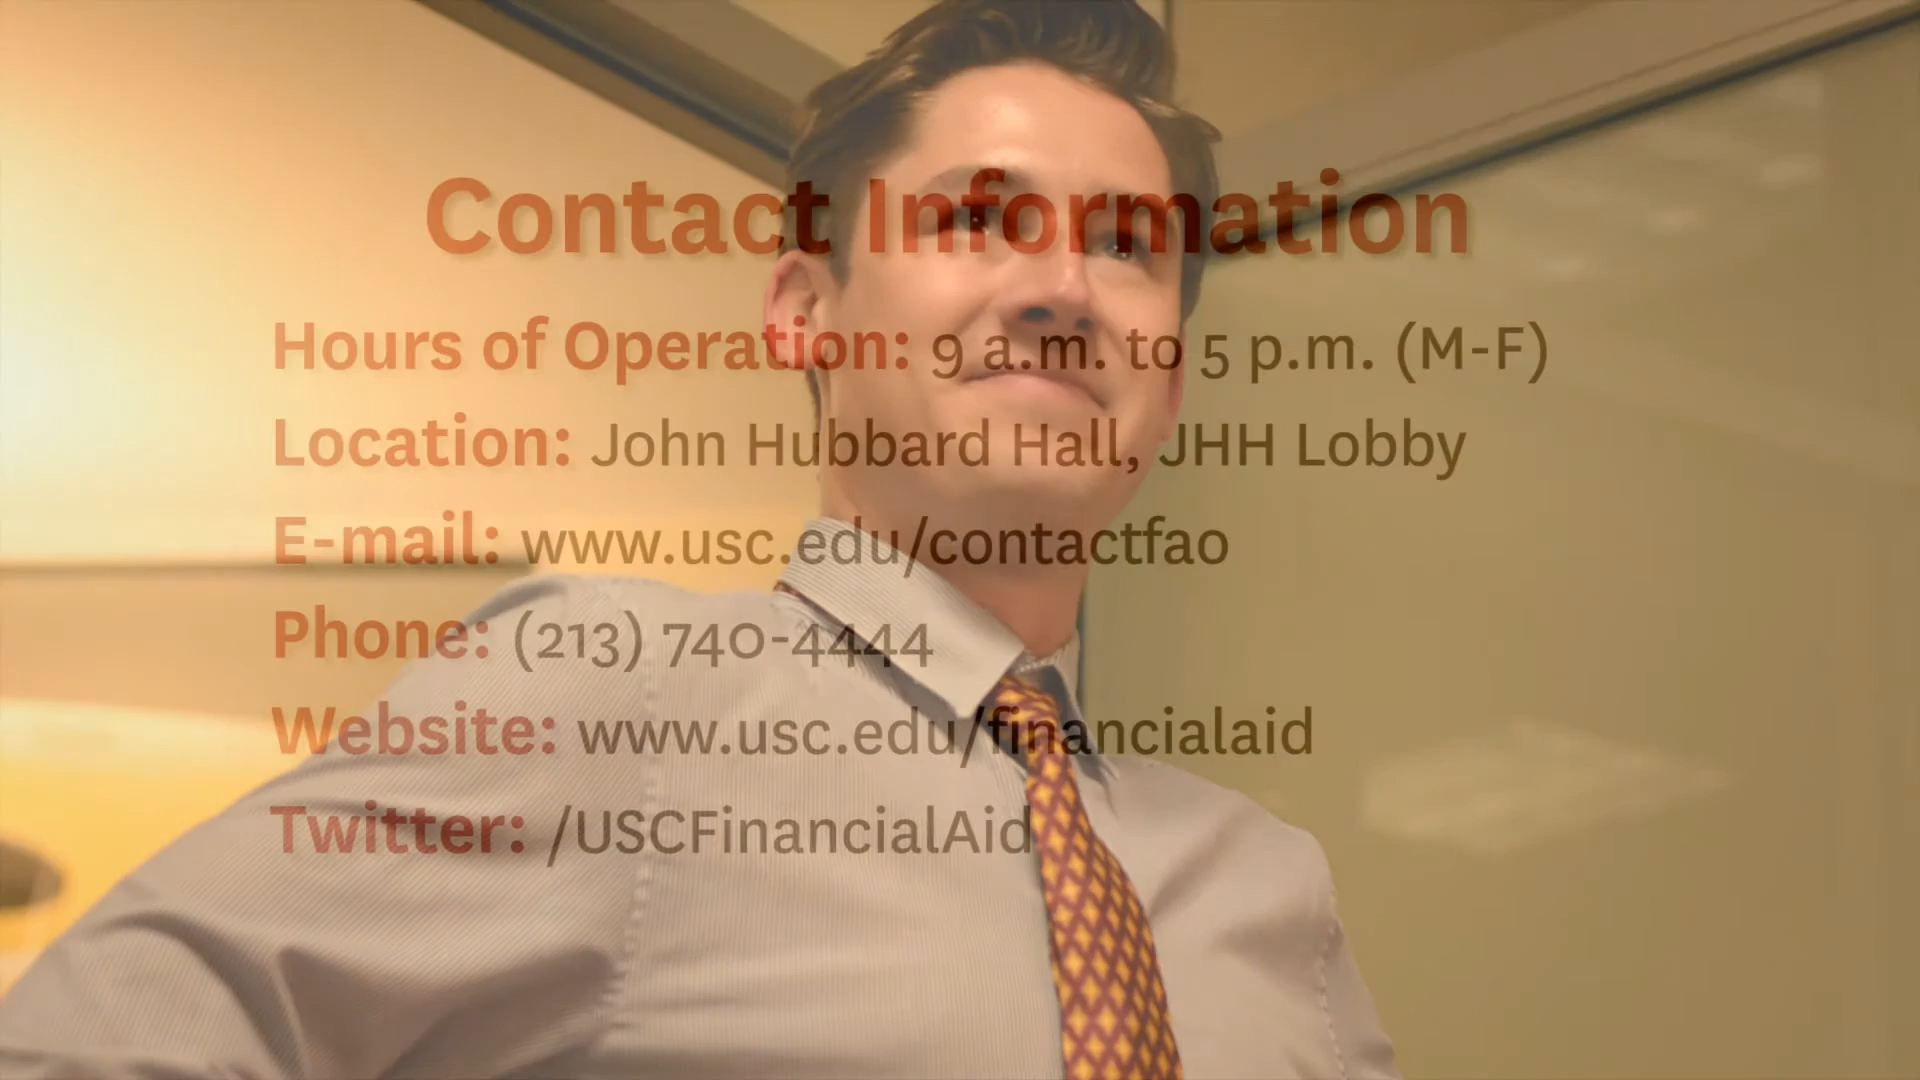 Contact Information
Hours of Operation: 9 a.m. to 5 p.m. (M-F)
Location: John Hubbard Hall, JHH Lobby
E-mail: www.usc.edu/contactfao
Phone: (213) 740-4444
Website: www.usc.edu/financialaid
Twitter: /USCFinancialAid